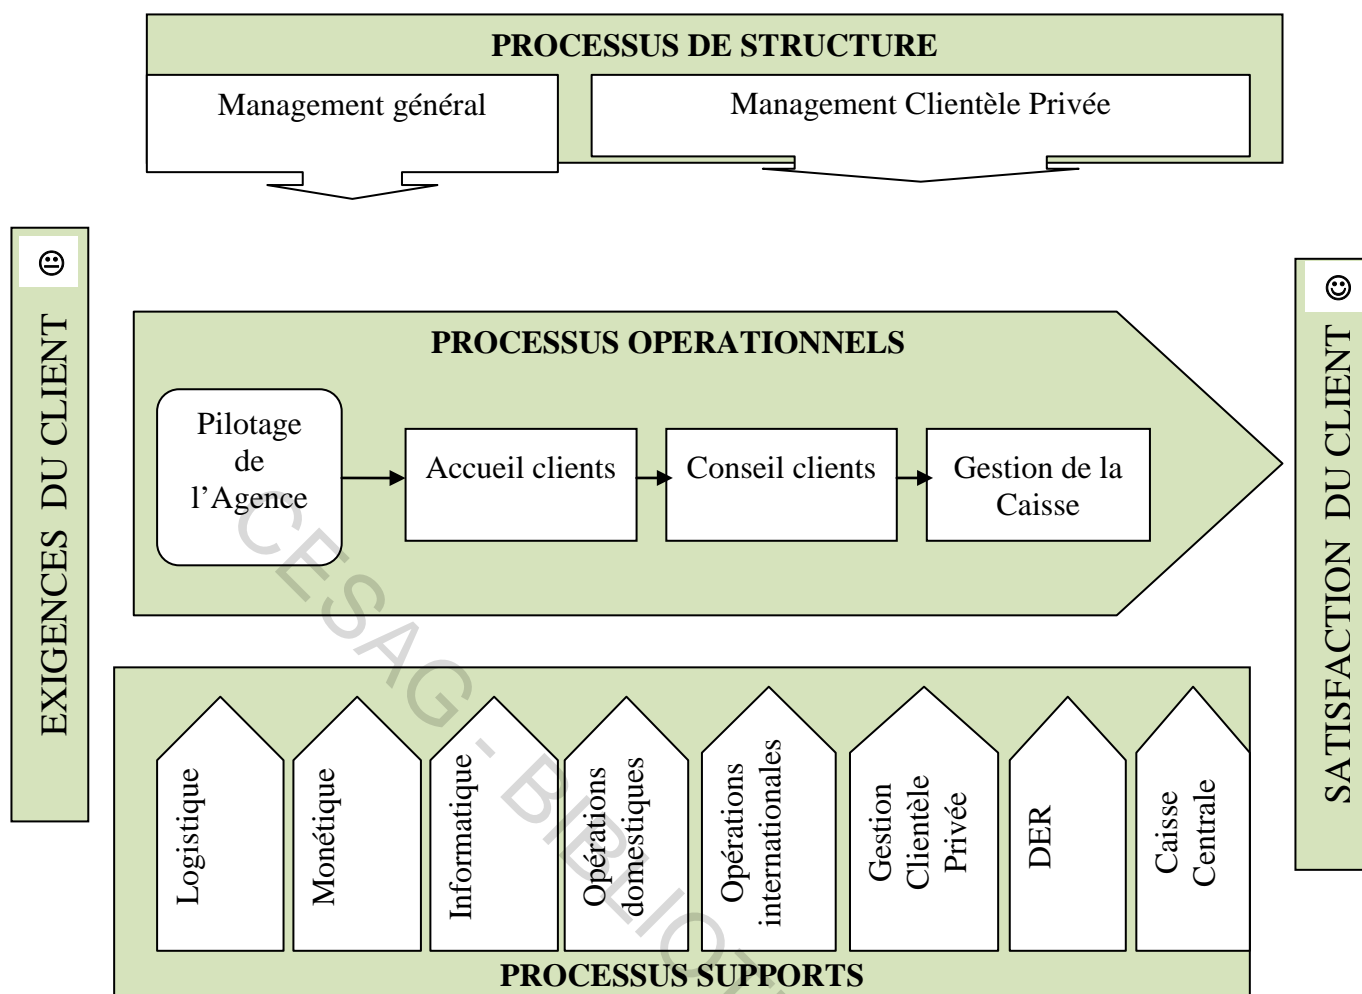 PROCESSUS DE STRUCTURE
Management général
Management Clientèle Privée
EXIGENCES DU CLIENT
PROCESSUS OPERATIONNELS
Pilotage
de
l’Agence
Accueil clients
Conseil clients
Gestion de la
Caisse
SATISFACTION DU CLIENT
Logistique
Monétique
Informatique
Opérations
domestiques
Opérations
internationales
Gestion
Clientèle
Privée
DER
Caisse
Centrale
PROCESSUS SUPPORTS
CESAG - BIBLIOT